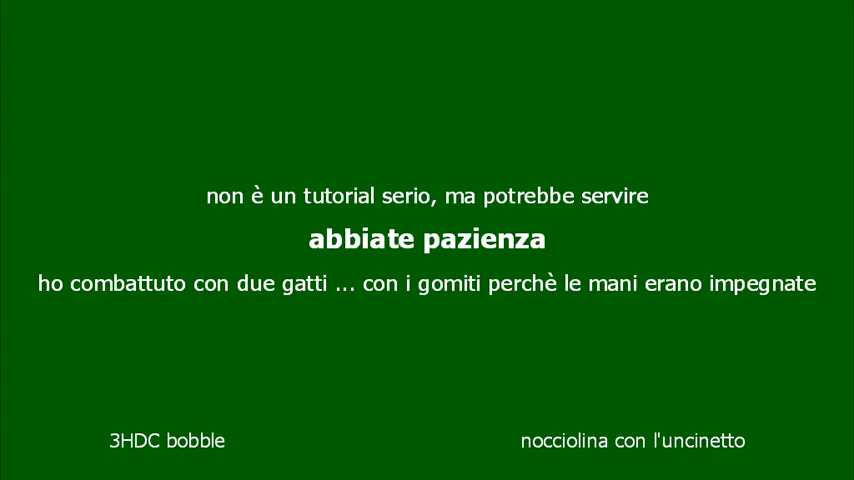 non è un tutorial serio, ma potrebbe servire
abbiate pazienza
ho combattuto con due gatti ... con i gomiti perchè le mani erano impegnate
3HDC bobble
nocciolina con l'uncinetto